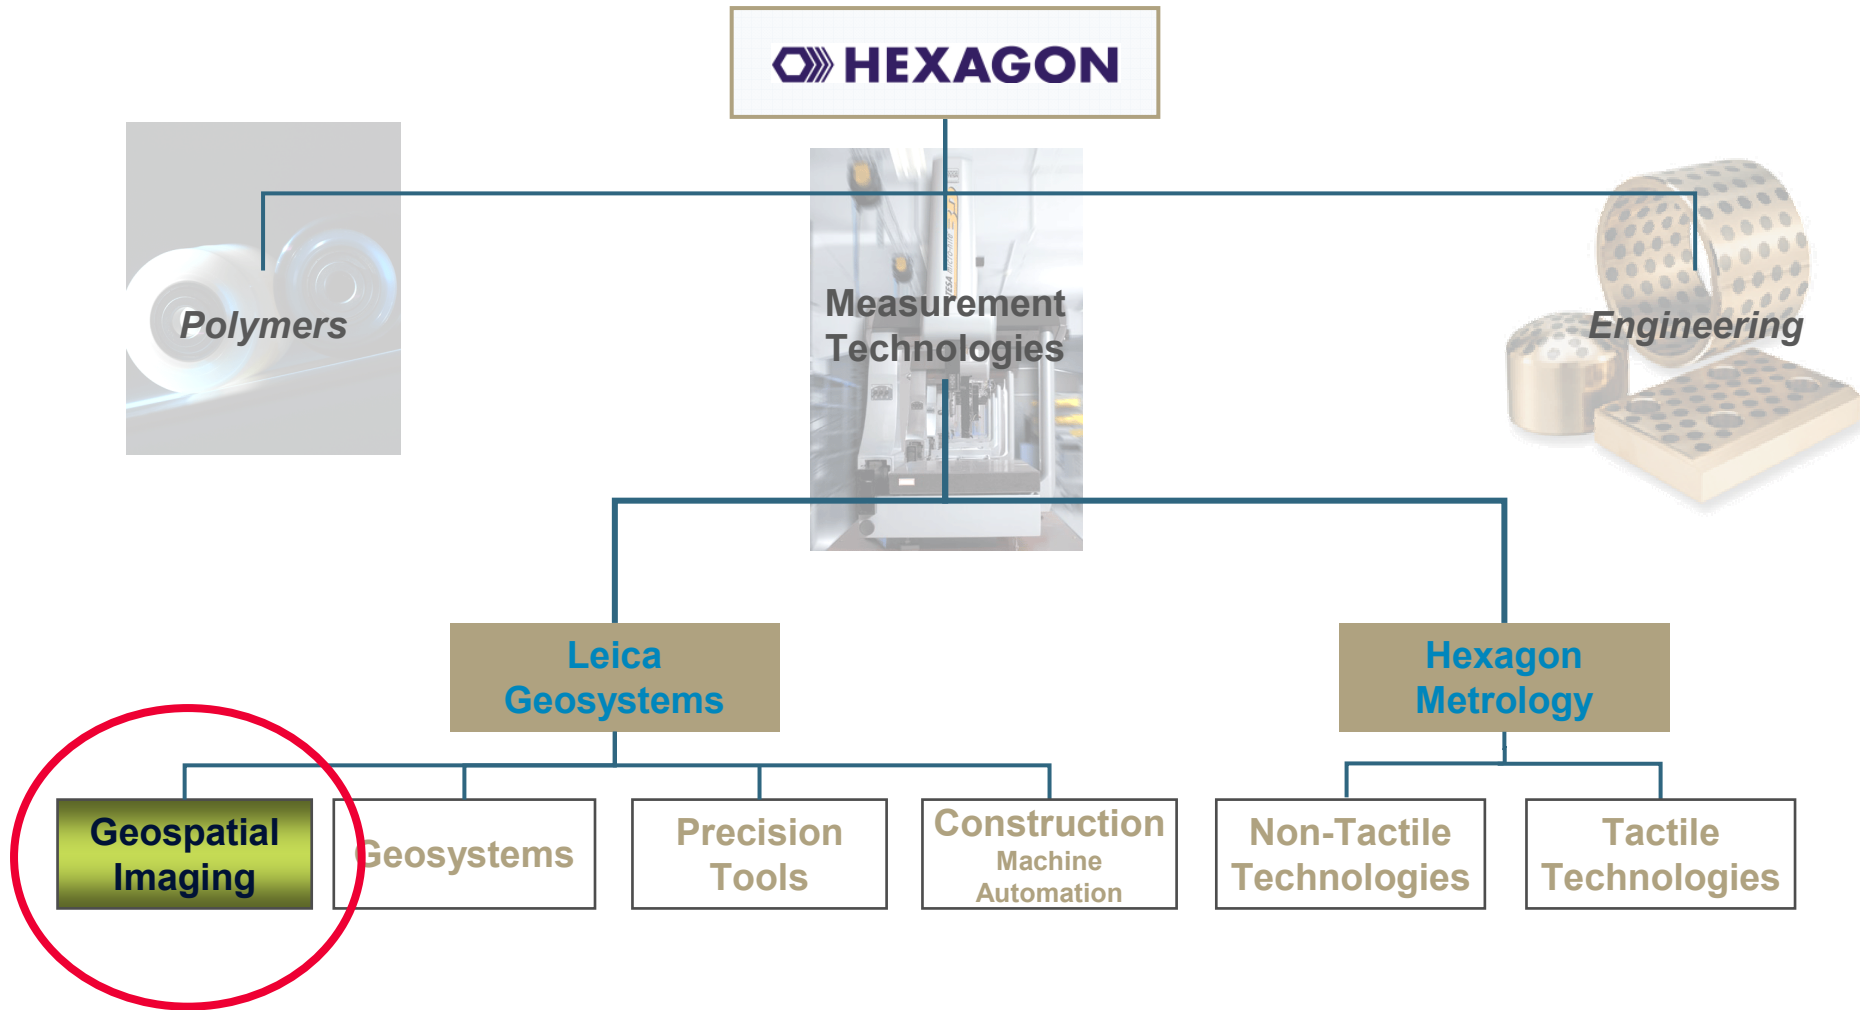 HEXAGON
Polymers
Measurement
Technologies
Engineering
TESA
Leica
Geosystems
Hexagon
Metrology
Geospatial
Imaging
Geosystems
Precision
Tools
Construction
Machine
Automation
Non-Tactile
Technologies
Tactile
Technologies